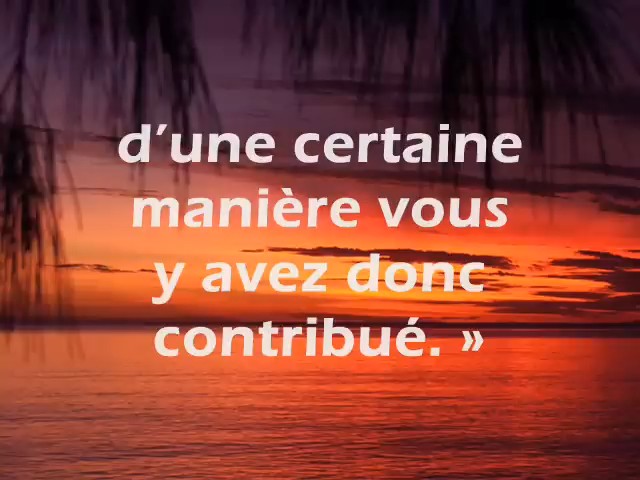 d’une certaine
manière vous
y avez donc
contribué. »